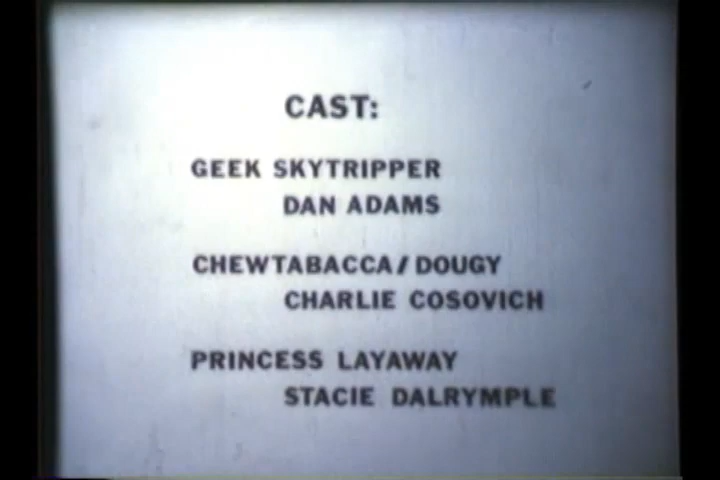 CAST:
GEEK SKYTRIPPER
DAN ADAMS
CHEWTABACCA/DOUGY
CHARLIE COSOVICH
PRINCESS LAYAWAY
STACIE DALRYMPLE